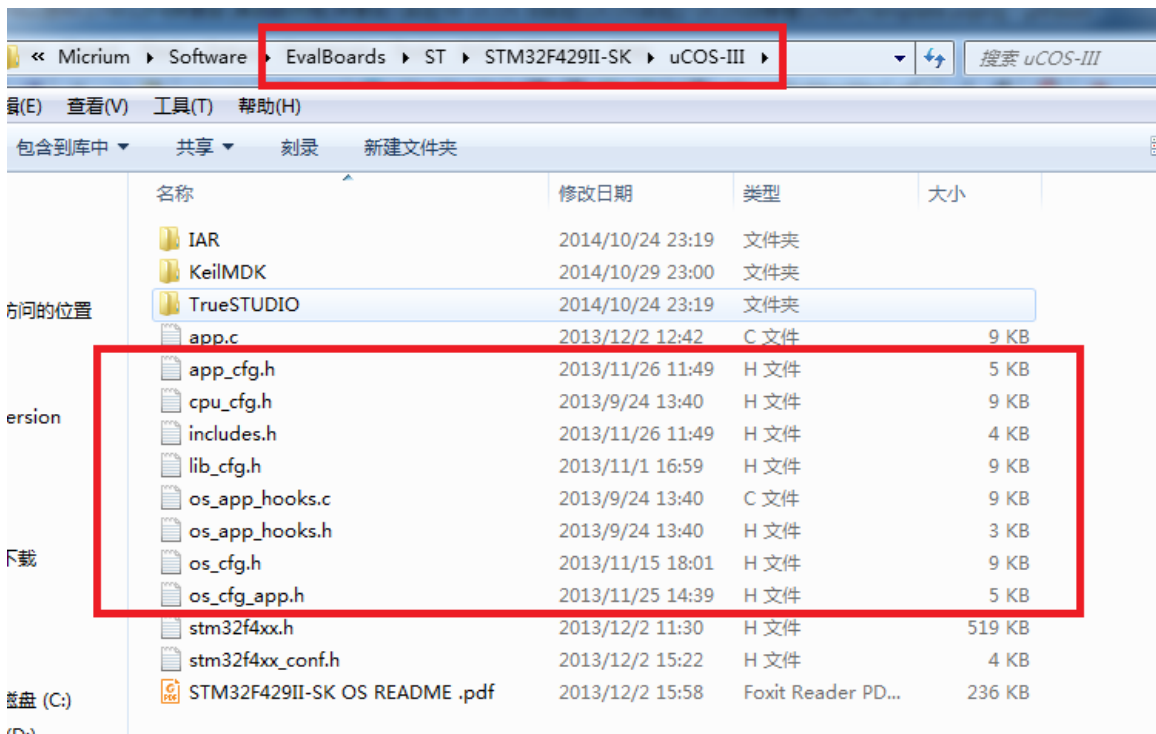 « Micrium ▸ Software ▸ EvalBoards ▸ ST ▸ STM32F429II-SK ▸ uCOS-III ▸ 搜索 uCOS-III
辑(E) 查看(V) 工具(T) 帮助(H)
包含到库中 共享 刻录 新建文件夹
名称 修改日期 类型 大小
IAR 2014/10/24 23:19 文件夹
KeilMDK 2014/10/29 23:00 文件夹
TrueSTUDIO 2014/10/24 23:19 文件夹
访问的位置
app.c 2013/12/2 12:42 C 文件 9 KB
app_cfg.h 2013/11/26 11:49 H 文件 5 KB
cpu_cfg.h 2013/9/24 13:40 H 文件 9 KB
ersion
includes.h 2013/11/26 11:49 H 文件 4 KB
lib_cfg.h 2013/11/1 16:59 H 文件 9 KB
os_app_hooks.c 2013/9/24 13:40 C 文件 9 KB
os_app_hooks.h 2013/9/24 13:40 H 文件 3 KB
下载
os_cfg.h 2013/11/15 18:01 H 文件 9 KB
os_cfg_app.h 2013/11/25 14:39 H 文件 5 KB
stm32f4xx.h 2013/12/2 11:30 H 文件 519 KB
stm32f4xx_conf.h 2013/12/2 15:22 H 文件 4 KB
STM32F429II-SK OS README .pdf 2013/12/2 15:58 Foxit Reader PD... 236 KB
磁盘 (C:)
(D:)